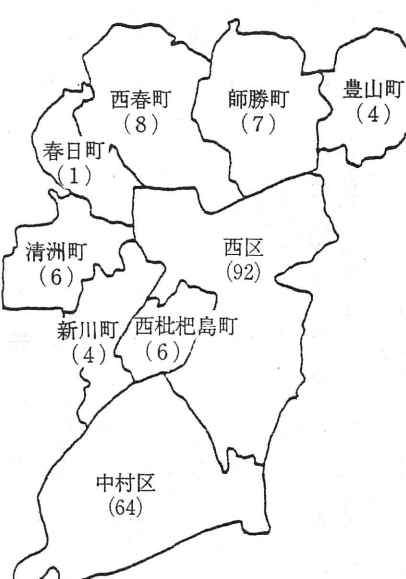 西春町
(8)
師勝町
(7)
豊山町
(4)
春日町
(1)
清洲町
(6)
西区
(92)
新川町
(4)
西枇杷島町
(6)
中村区
(64)